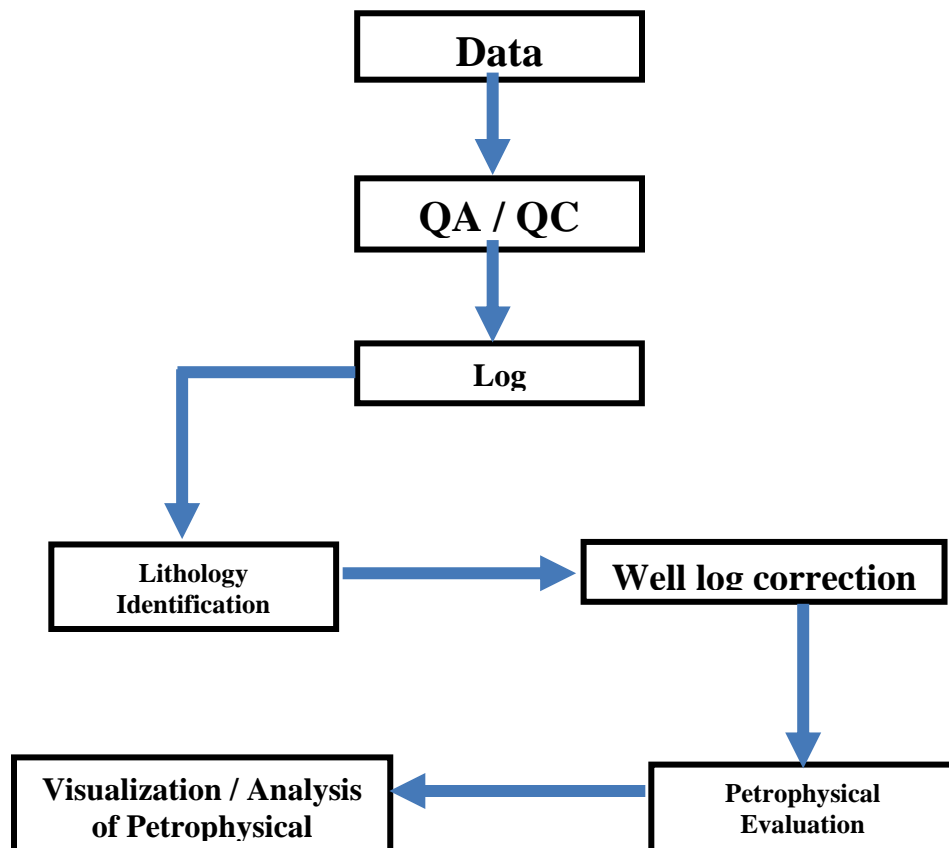 Data
QA / QC
Log
Lithology
Identification
Well log correction
Petrophysical
Evaluation
Visualization / Analysis
of Petrophysical